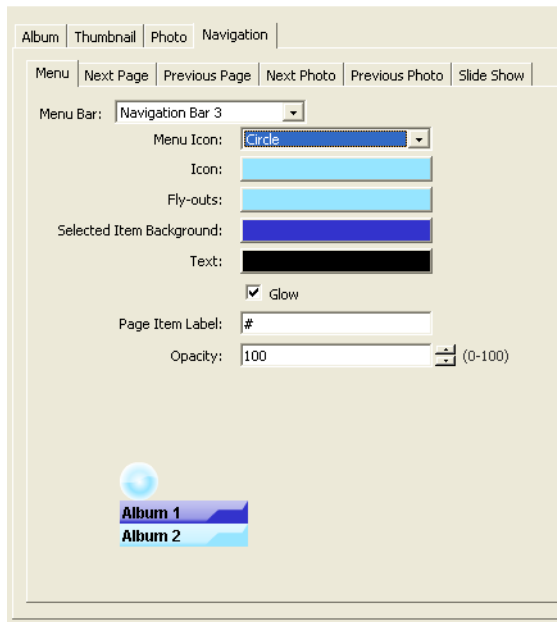 Album Thumbnail Photo Navigation
Menu Next Page Previous Page Next Photo Previous Photo Slide Show
Menu Bar: Navigation Bar 3
Menu Icon: Circle
Icon:
Fly-outs:
Selected Item Background:
Text:
Glow
Page Item Label: #
Opacity: 100 (0-100)
Album 1
Album 2